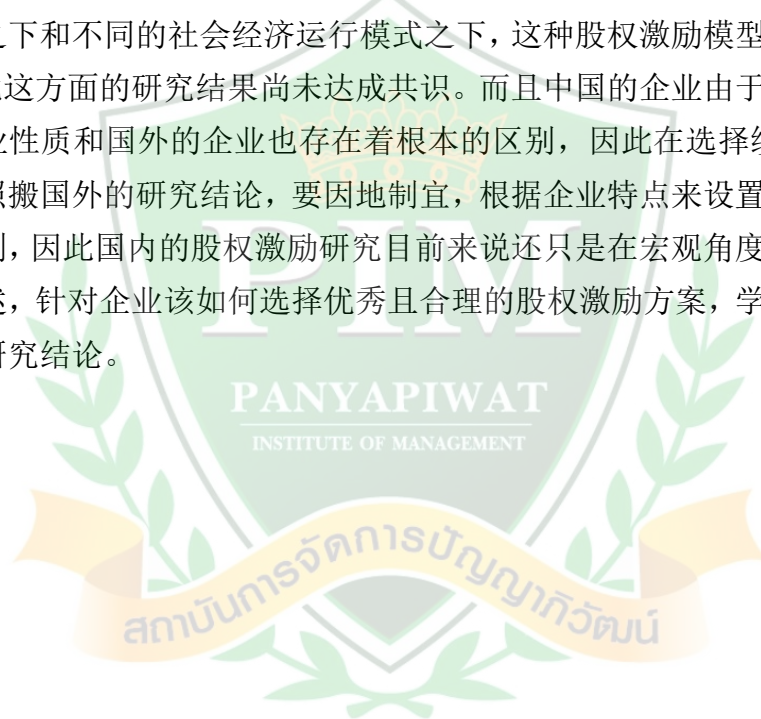 之下和不同的社会经济运行模式之下，这种股权激励模型
这方面的研究结果尚未达成共识。而且中国的企业由于
业性质和国外的企业也存在着根本的区别，因此在选择
照搬国外的研究结论，要因地制宜，根据企业特点来设置
，因此国内的股权激励研究目前来说还只是在宏观角度
，针对企业该如何选择优秀且合理的股权激励方案，学
研究结论。
PIM
PANYAPIWAT
INSTITUTE OF MANAGEMENT
สถาบันการจัดการปัญญาภิวัฒน์